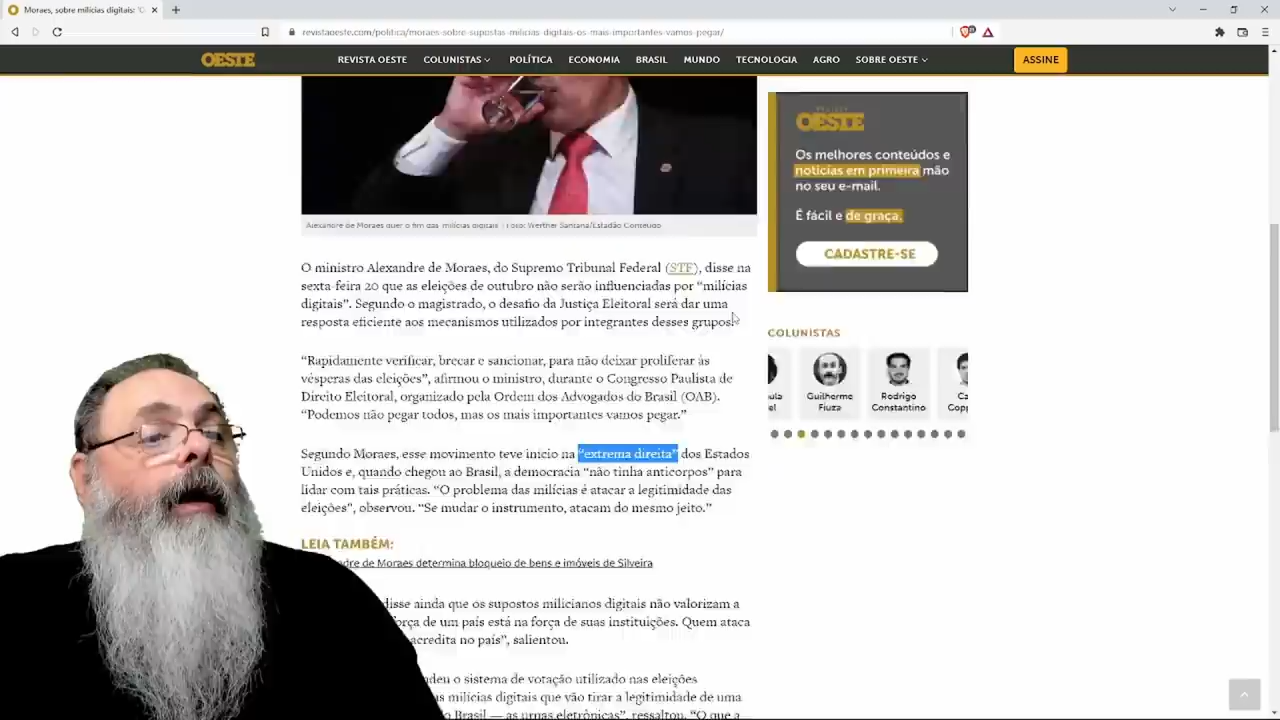 Moraes, sobre milícias digitais: 'O
revistaoeste.com/politica/moraes-sobre-supostas-milicias-digitais-os-mais-importantes-vamos-pegar/
OESTE
REVISTA OESTE
COLUNISTAS
POLÍTICA
ECONOMIA
BRASIL
MUNDO
TECNOLOGIA
AGRO
SOBRE OESTE
ASSINE
Alexandre de Moraes quer o fim das milícias digitais | Foto: Werther Santana/Estadão Conteúdo
O ministro Alexandre de Moraes, do Supremo Tribunal Federal (STF), disse na
sexta-feira 20 que as eleições de outubro não serão influenciadas por “milícias
digitais”. Segundo o magistrado, o desafio da Justiça Eleitoral será dar uma
resposta eficiente aos mecanismos utilizados por integrantes desses grupos.
“Rapidamente verificar, brecar e sancionar, para não deixar proliferar às
vésperas das eleições”, afirmou o ministro, durante o Congresso Paulista de
Direito Eleitoral, organizado pela Ordem dos Advogados do Brasil (OAB).
“Podemos não pegar todos, mas os mais importantes vamos pegar.”
Segundo Moraes, esse movimento teve início na “extrema direita” dos Estados
Unidos e, quando chegou ao Brasil, a democracia “não tinha anticorpos” para
lidar com tais práticas. “O problema das milícias é atacar a legitimidade das
eleições”, observou. “Se mudar o instrumento, atacam do mesmo jeito.”
LEIA TAMBÉM:
de Moraes determina bloqueio de bens e imóveis de Silveira
disse ainda que os supostos milicianos digitais não valorizam a
força de um país está na força de suas instituições. Quem ataca
acredita no país”, salientou.
o sistema de votação utilizado nas eleições
milícias digitais que vão tirar a legitimidade de uma
Brasil — as urnas eletrônicas”, ressaltou. “O que a
OESTE
Os melhores conteúdos e
notícias em primeira mão
no seu e-mail.
É fácil e de graça.
CADASTRE-SE
COLUNISTAS
Guilherme
Fiuza
Rodrigo
Constantino